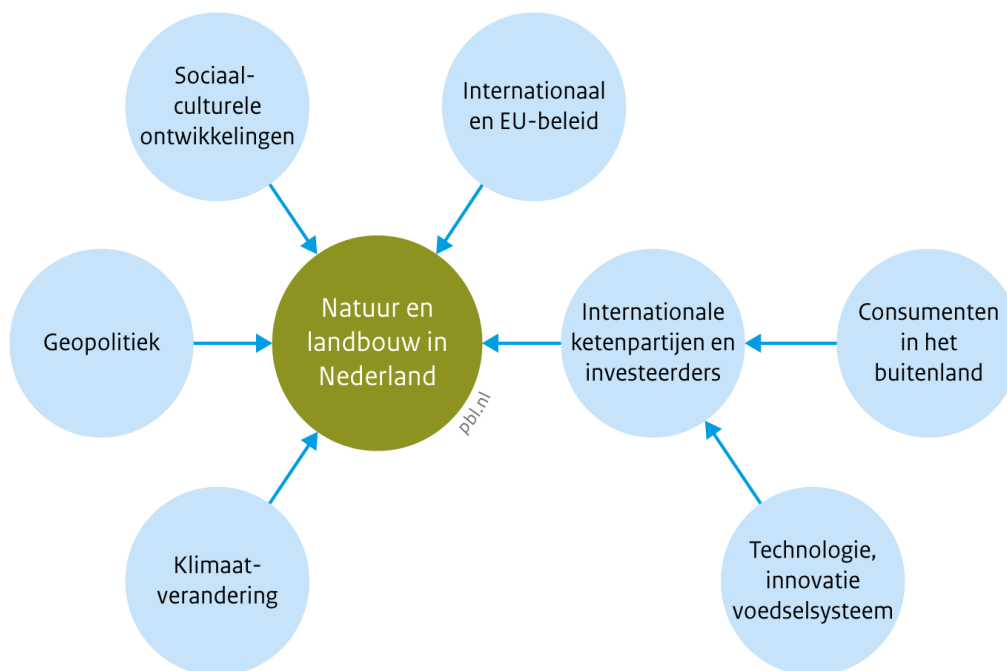 Sociaal-
culturele
ontwikkelingen
Internationaal
en EU-beleid
Geopolitiek
Natuur en
landbouw in
Nederland
pbl.nl
Internationale
ketenpartijen en
investeerders
Consumenten
in het
buitenland
Klimaat-
verandering
Technologie,
innovatie
voedselsysteem